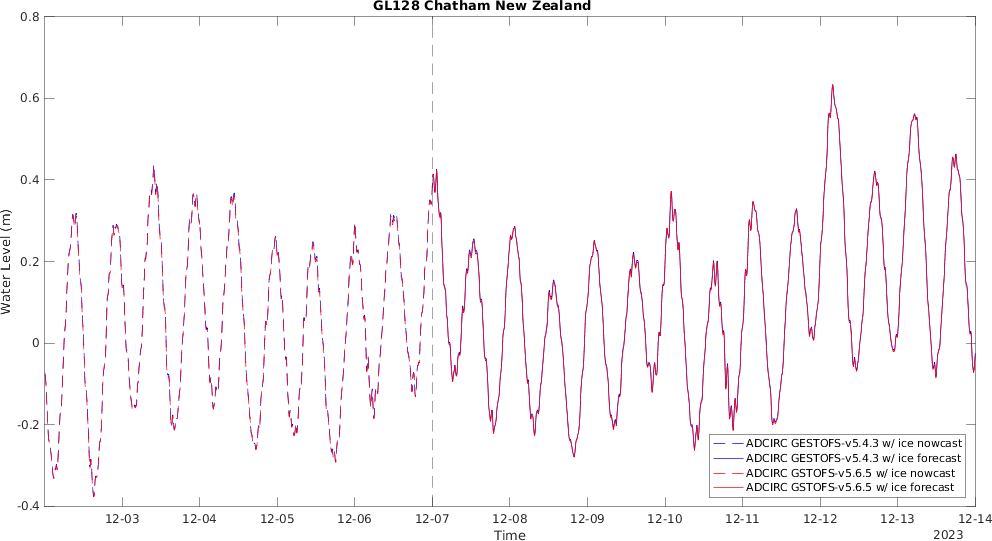 GL128 Chatham New Zealand
0.8
0.6
0.4
0.2
0
-0.2
-0.4
Water Level (m)
ADCIRC GESTOFS-v5.4.3 w/ ice nowcast
ADCIRC GESTOFS-v5.4.3 w/ ice forecast
ADCIRC GSTOFS-v5.6.5 w/ ice nowcast
ADCIRC GSTOFS-v5.6.5 w/ ice forecast
12-03 12-04 12-05 12-06 12-07 12-08 12-09 12-10 12-11 12-12 12-13 12-14
Time
2023